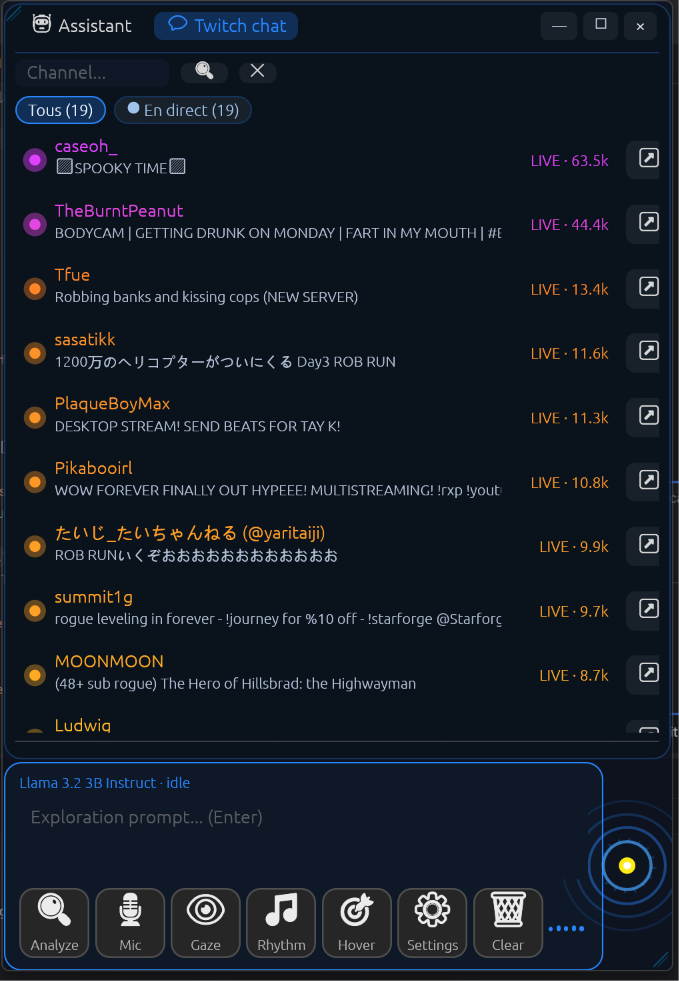 Assistant
Twitch chat
Channel...
Tous (19)
En direct (19)
caseoh_
SPOOKY TIME
LIVE · 63.5k
TheBurntPeanut
BODYCAM | GETTING DRUNK ON MONDAY | FART IN MY MOUTH |
LIVE · 44.4k
Tfue
Robbing banks and kissing cops (NEW SERVER)
LIVE · 13.4k
sasatikk
1200万のヘリコプターがついにくる Day3 ROB RUN
LIVE · 11.6k
PlaqueBoyMax
DESKTOP STREAM! SEND BEATS FOR TAY K!
LIVE · 11.3k
Pikabooirl
WOW FOREVER FINALLY OUT HYPEEE! MULTISTREAMING! !rxp !yout
LIVE · 10.8k
たいじ_たいちゃんねる (@yaritaiji)
ROB RUNいくぞおおおおおおおおおおおお
LIVE · 9.9k
summit1g
rogue leveling in forever - !journey for %10 off - !starforge @Starforg
LIVE · 9.7k
MOONMOON
(48+ sub rogue) The Hero of Hillsbrad: the Highwayman
LIVE · 8.7k
Ludwig
Llama 3.2 3B Instruct · idle
Exploration prompt... (Enter)
Analyze
Mic
Gaze
Rhythm
Hover
Settings
Clear